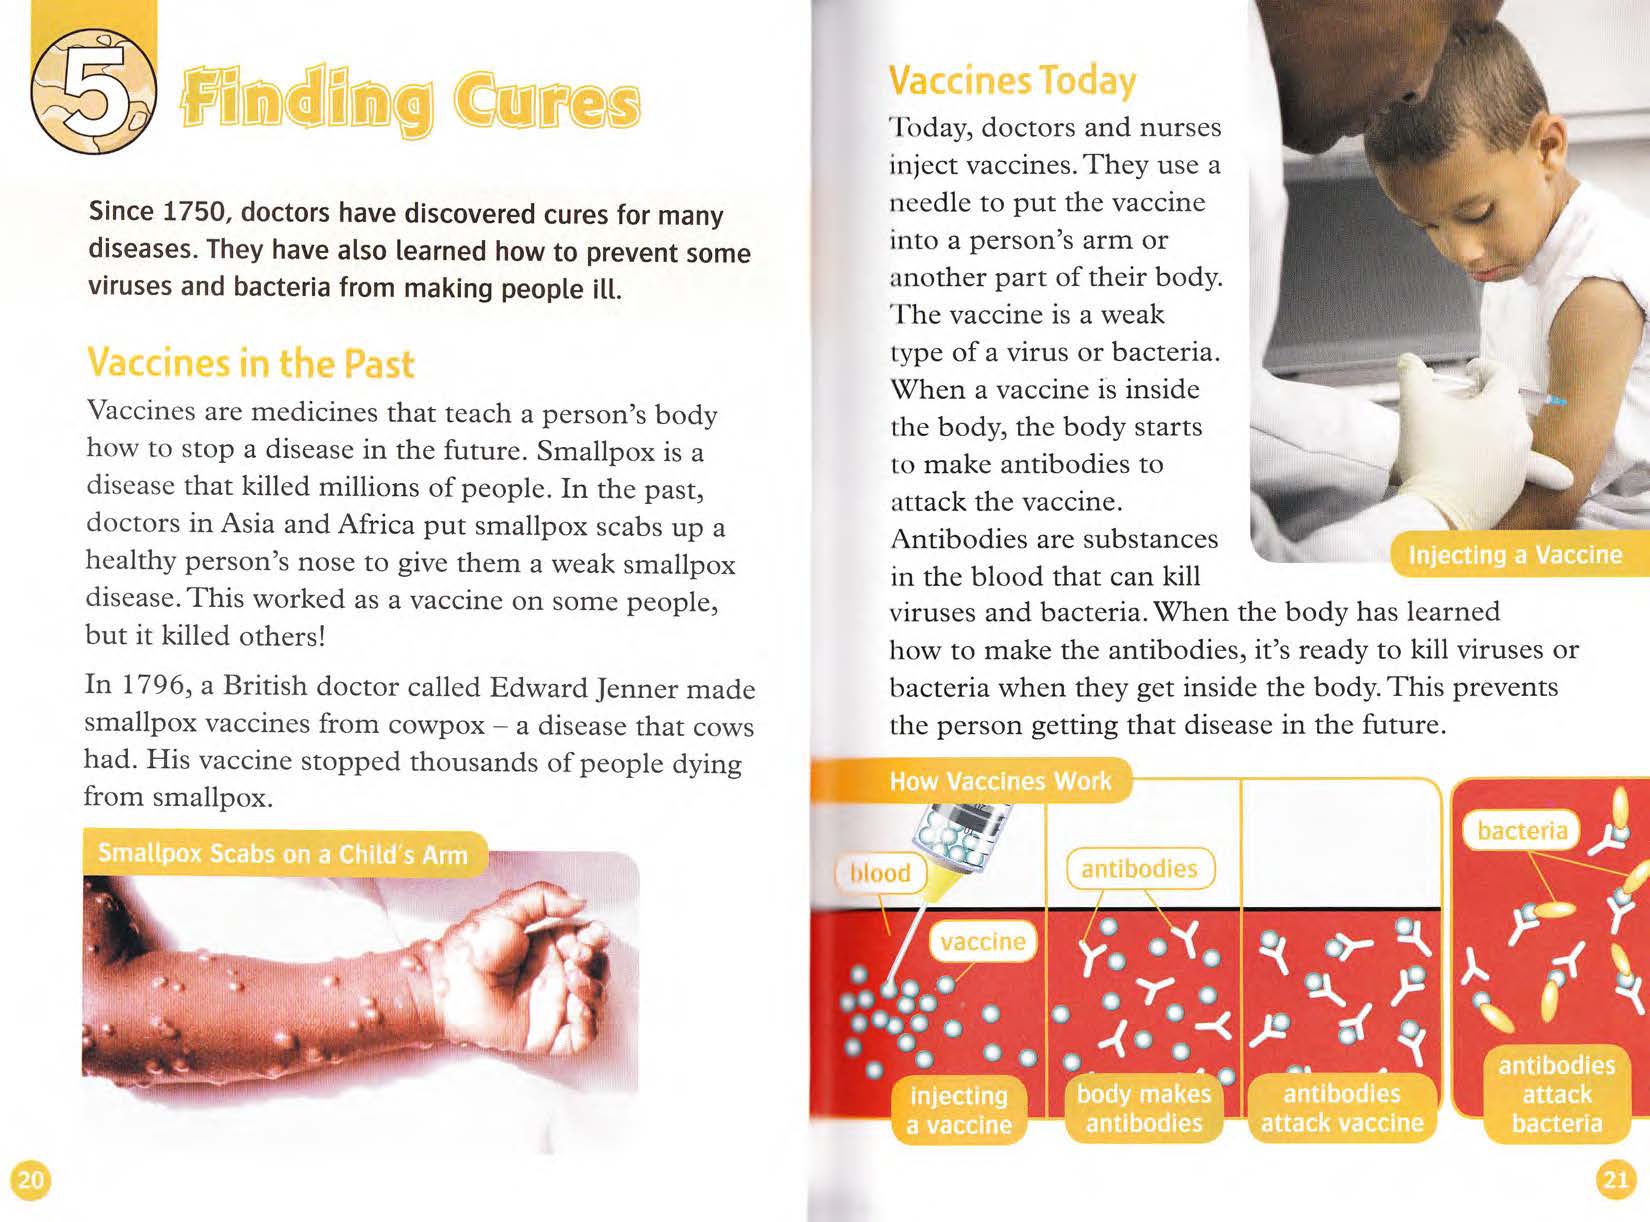 5
Finding Cures
Since 1750, doctors have discovered cures for many
diseases. They have also learned how to prevent some
viruses and bacteria from making people ill.
Vaccines in the Past
Vaccines are medicines that teach a person's body
how to stop a disease in the future. Smallpox is a
disease that killed millions of people. In the past,
doctors in Asia and Africa put smallpox scabs up a
healthy person's nose to give them a weak smallpox
disease. This worked as a vaccine on some people,
but it killed others!
In 1796, a British doctor called Edward Jenner made
smallpox vaccines from cowpox – a disease that cows
had. His vaccine stopped thousands of people dying
from smallpox.
Smallpox Scabs on a Child's Arm
20
Vaccines Today
Today, doctors and nurses
inject vaccines. They use a
needle to put the vaccine
into a person's arm or
another part of their body.
The vaccine is a weak
type of a virus or bacteria.
When a vaccine is inside
the body, the body starts
to make antibodies to
attack the vaccine.
Antibodies are substances
in the blood that can kill
viruses and bacteria. When the body has learned
how to make the antibodies, it's ready to kill viruses or
bacteria when they get inside the body. This prevents
the person getting that disease in the future.
Injecting a Vaccine
How Vaccines Work
blood
vaccine
injecting
a vaccine
antibodies
body makes
antibodies
antibodies
attack vaccine
bacteria
antibodies
attack
bacteria
21